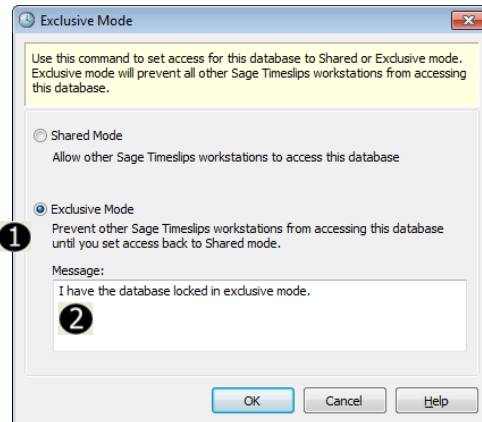 Exclusive Mode
Use this command to set access for this database to Shared or Exclusive mode.
Exclusive mode will prevent all other Sage Timeslips workstations from accessing
this database.
Shared Mode
Allow other Sage Timeslips workstations to access this database
Exclusive Mode
1
Prevent other Sage Timeslips workstations from accessing this database
until you set access back to Shared mode.
Message:
I have the database locked in exclusive mode.
2
OK Cancel Help